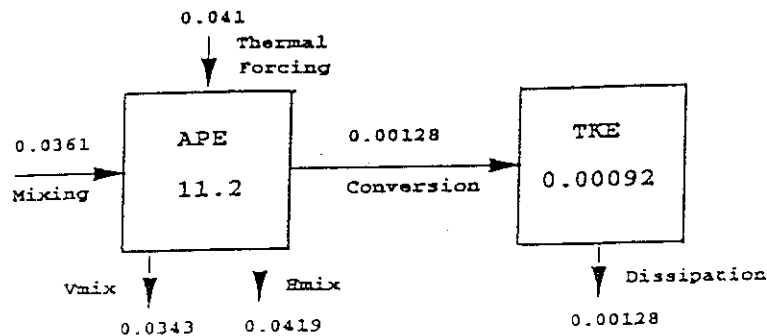 0.041
Thermal
Forcing
APE
11.2
0.0361
Mixing
0.00128
Conversion
TKE
0.00092
Vmix
Hmix
0.0343
0.0419
Dissipation
0.00128